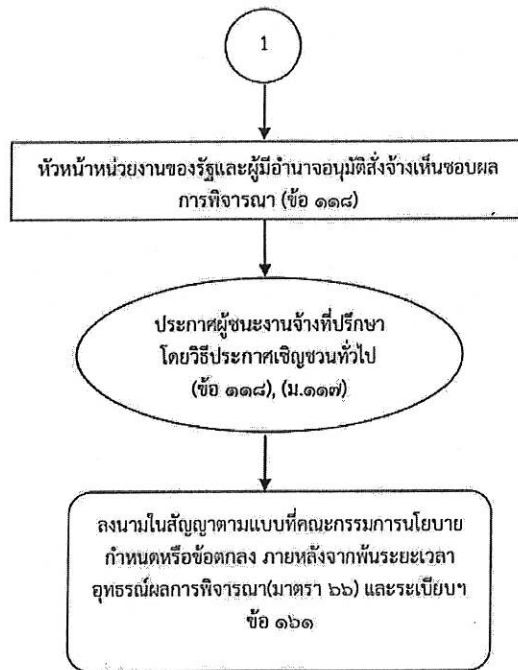 1
หัวหน้าหน่วยงานของรัฐและผู้มีอำนาจอนุมัติสั่งจ้างเห็นชอบผล
การพิจารณา (ข้อ ๑๑๘)
ประกาศผู้ชนะงานจ้างที่ปรึกษา
โดยวิธีประกาศเชิญชวนทั่วไป
(ข้อ ๑๑๘), (ม.๑๑๗)
ลงนามในสัญญาตามแบบที่คณะกรรมการนโยบาย
กำหนดหรือข้อตกลง ภายหลังจากพ้นระยะเวลา
อุทธรณ์ผลการพิจารณา(มาตรา ๖๖) และระเบียบฯ
ข้อ ๑๖๑